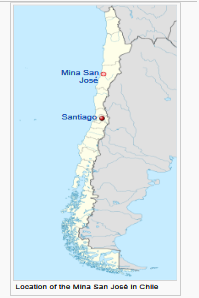 Mina San
José
Santiago
Location of the Mina San José in Chile